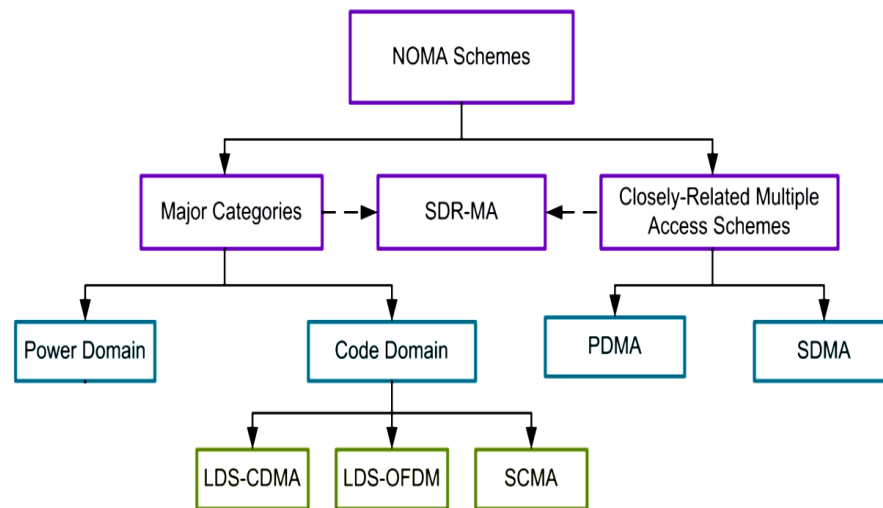 NOMA Schemes
Major Categories
SDR-MA
Closely-Related Multiple
Access Schemes
Power Domain
Code Domain
PDMA
SDMA
LDS-CDMA
LDS-OFDM
SCMA